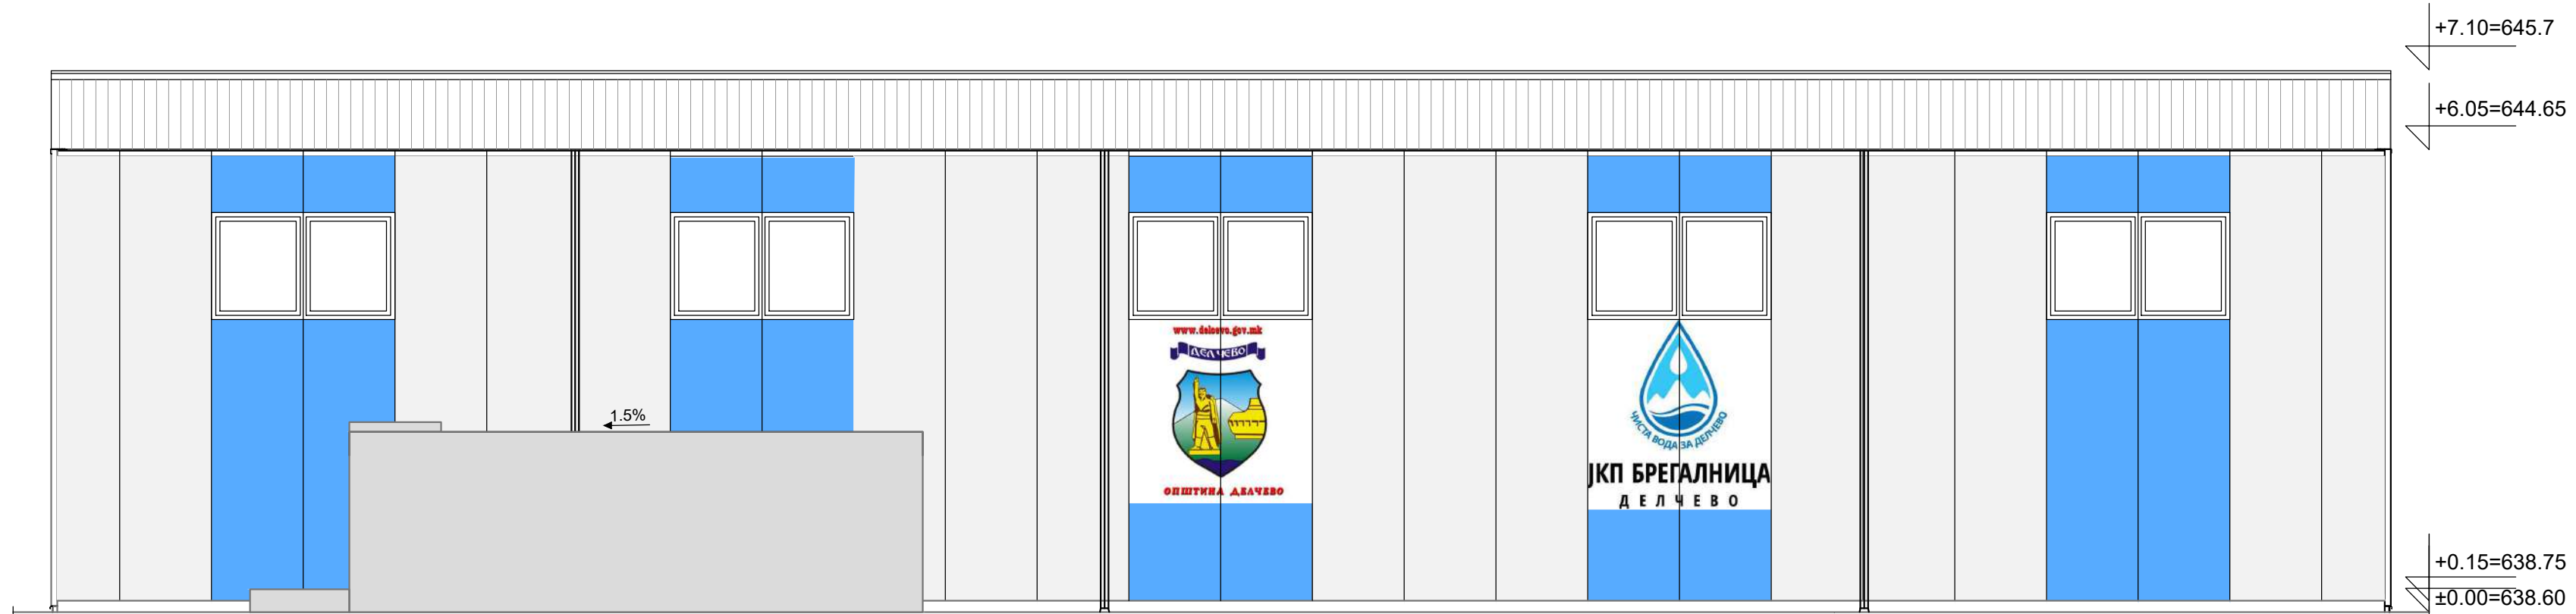 +7.10=645.7
+6.05=644.65
www.delcevo.gov.mk
ДЕЛЧЕВО
1.5%
ОПШТИНА ДЕЛЧЕВО
ЧИСТА ВОДА ЗА ДЕЛЧЕВО
ЈКП БРЕГАЛНИЦА
ДЕЛЧЕВО
+0.15=638.75
±0.00=638.60